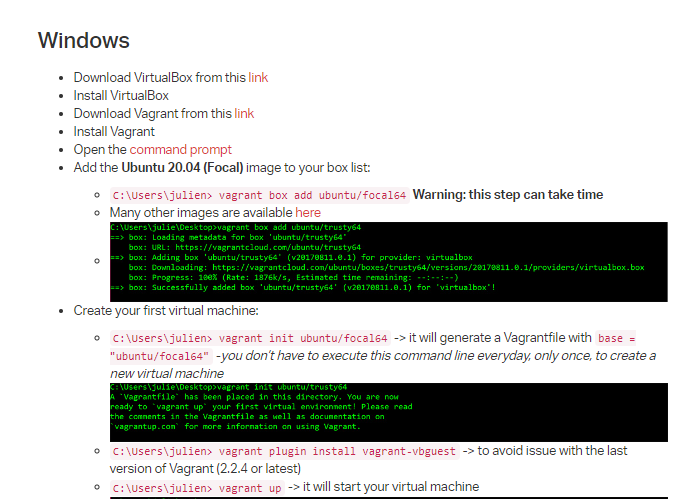 Windows
Download VirtualBox from this link
Install VirtualBox
Download Vagrant from this link
Install Vagrant
Open the command prompt
Add the Ubuntu 20.04 (Focal) image to your box list:
C:\Users\julien> vagrant box add ubuntu/focal64 Warning: this step can take time
Many other images are available here
C:\Users\julie\Desktop>vagrant box add ubuntu/trusty64
==> box: Loading metadata for box 'ubuntu/trusty64'
box: URL: https://vagrantcloud.com/ubuntu/trusty64
==> box: Adding box 'ubuntu/trusty64' (v20170811.0.1) for provider: virtualbox
box: Downloading: https://vagrantcloud.com/ubuntu/boxes/trusty64/versions/20170811.0.1/providers/virtualbox.box
box: Progress: 100% (Rate: 1876k/s, Estimated time remaining: --:--:--)
==> box: Successfully added box 'ubuntu/trusty64' (v20170811.0.1) for 'virtualbox'!
Create your first virtual machine:
C:\Users\julien> vagrant init ubuntu/focal64 -> it will generate a Vagrantfile with base =
"ubuntu/focal64" -you don't have to execute this command line everyday, only once, to create a
new virtual machine
C:\Users\julie\Desktop>vagrant init ubuntu/trusty64
A `Vagrantfile` has been placed in this directory. You are now
ready to `vagrant up` your first virtual environment! Please read
the comments in the Vagrantfile as well as documentation on
`vagrantup.com` for more information on using Vagrant.
C:\Users\julien> vagrant plugin install vagrant-vbguest -> to avoid issue with the last
version of Vagrant (2.2.4 or latest)
C:\Users\julien> vagrant up -> it will start your virtual machine